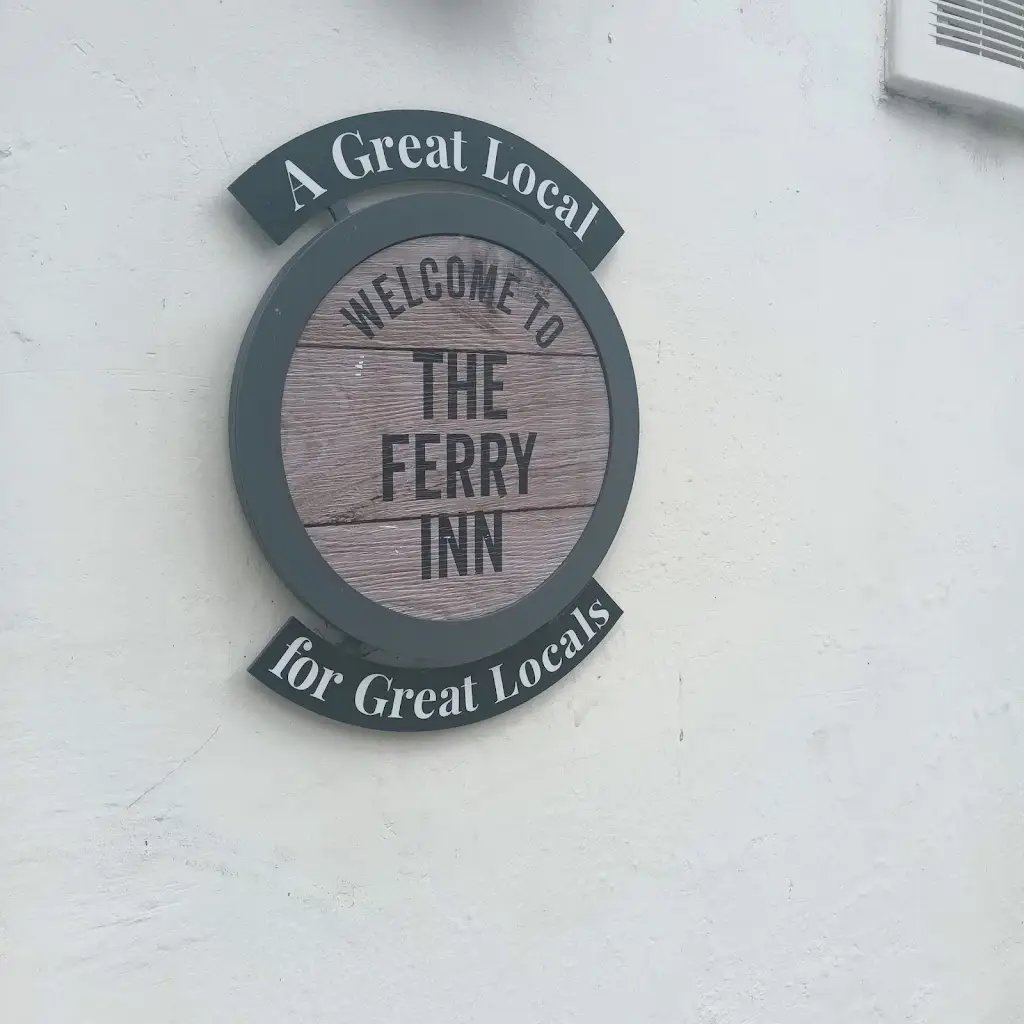 A Great Local
WELCOME TO
THE
FERRY
INN
for Great Locals